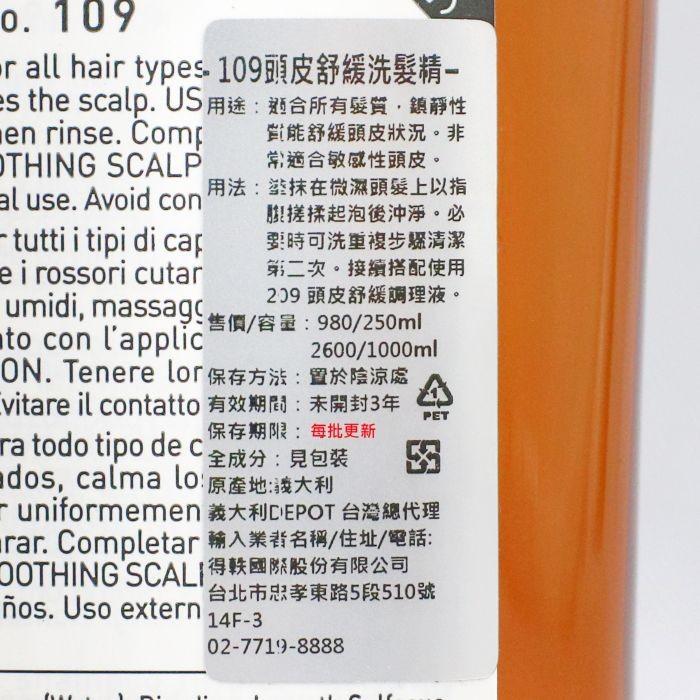 o. 109
or all hair types
es the scalp. US
hen rinse. Comp
OTHING SCALP
al use. Avoid con
r tutti i tipi di cap
e i rossori cutan
umidi, massagg
ato con l'applic
ON. Tenere lon
Evitare il contatto
ra todo tipo de c
ados, calma los
r uniformemen
arar. Completar
OOTHING SCAL
ños. Uso extern
-109頭皮舒緩洗髮精-
用途：適合所有髮質，鎮靜性
質能舒緩頭皮狀況。非
常適合敏感性頭皮。
用法：塗抹在微濕頭髮上以指
腹搓揉起泡後沖淨。必
要時可洗重複步驟清潔
第二次。接續搭配使用
209 頭皮舒緩調理液。
售價/容量：980/250ml
2600/1000ml
保存方法：置於陰涼處
有效期間：未開封3年
保存期限：每批更新
全成分：見包裝
原產地:義大利
義大利DEPOT 台灣總代理
輸入業者名稱/住址/電話:
得軼國際股份有限公司
台北市忠孝東路5段510號
14F-3
02-7719-8888
1
PET